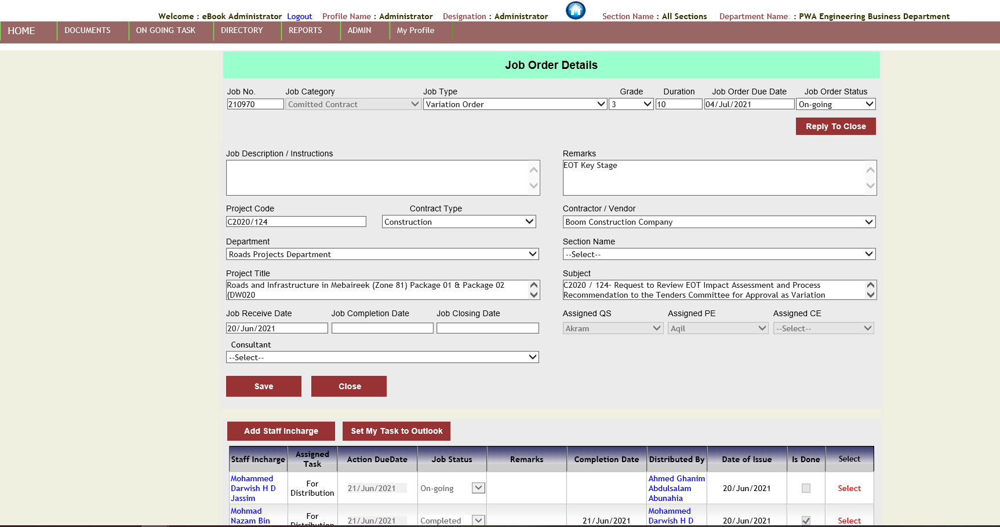 Welcome : eBook Administrator Logout Profile Name : Administrator Designation : Administrator Section Name : All Sections Department Name : : PWA Engineering Business Department
HOME DOCUMENTS ON GOING TASK DIRECTORY REPORTS ADMIN My Profile
Job Order Details
Job No. Job Category Job Type Grade Duration Job Order Due Date Job Order Status
210970 Comitted Contract Variation Order 3 10 04/Jul/2021 On-going
Reply To Close
Job Description / Instructions Remarks
EOT Key Stage
Project Code Contract Type Contractor / Vendor
C2020/124 Construction Boom Construction Company
Department Section Name
Roads Projects Department --Select--
Project Title Subject
Roads and Infrastructure in Mebaireek (Zone 81) Package 01 & Package 02 C2020 / 124- Request to Review EOT Impact Assessment and Process
(DW020 Recommendation to the Tenders Committee for Approval as Variation
Job Receive Date Job Completion Date Job Closing Date Assigned QS Assigned PE Assigned CE
20/Jun/2021 Akram Aqil --Select--
Consultant
--Select--
Save Close
Add Staff Incharge Set My Task to Outlook
Staff Incharge Assigned Task Action DueDate Job Status Remarks Completion Date Distributed By Date of Issue Is Done Select
Mohammed Ahmed Ghanim
Darwish H D For Distribution 21/Jun/2021 On-going Abdulsalam 20/Jun/2021 Select
Jassim Abunahia
Mohmad For Mohammed
Nazam Bin Distribution 21/Jun/2021 Completed 21/Jun/2021 Darwish H D 20/Jun/2021 Select